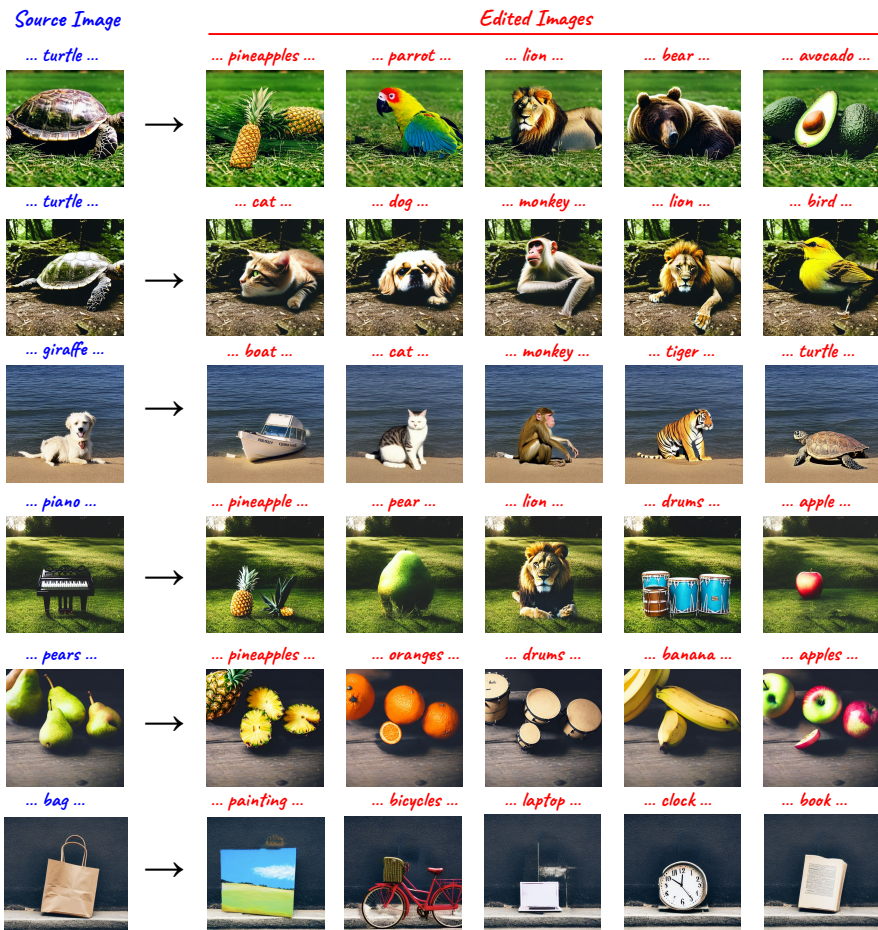 Source Image
Edited Images
... turtle ...
... pineapples ...
... parrot ...
... lion ...
... bear ...
... avocado ...
... turtle ...
... cat ...
... dog ...
... monkey ...
... lion ...
... bird ...
... giraffe ...
... boat ...
... cat ...
... monkey ...
... tiger ...
... turtle ...
... piano ...
... pineapple ...
... pear ...
... lion ...
... drums ...
... apple ...
... pears ...
... pineapples ...
... oranges ...
... drums ...
... banana ...
... apples ...
... bag ...
... painting ...
... bicycles ...
... laptop ...
... clock ...
... book ...